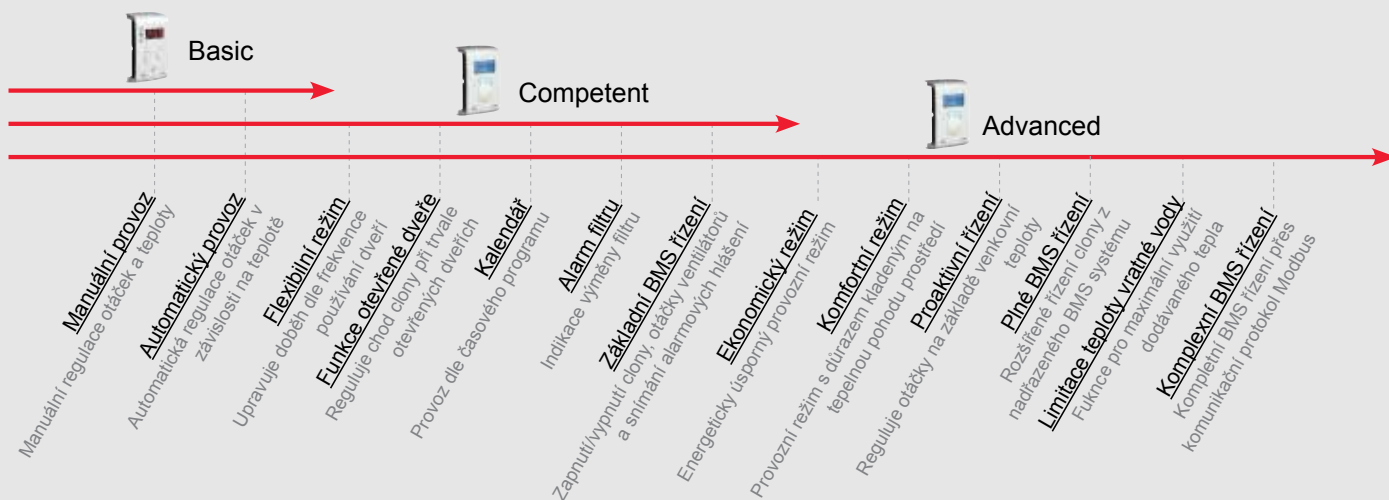 Basic
Competent
Advanced
Manuální provoz
Manuální regulace otáček a teploty
Automatický provoz
Automatická regulace otáček v
závislosti na teplotě
Flexibilní režim
Upravuje doběh dle frekvence
používání dveří
Funkce otevřené dveře
Reguluje chod clony při trvale
otevřených dveřích
Kalendář
Provoz dle časového programu
Alarm filtru
Indikace výměny filtru
Základní BMS řízení
Zapnutí/vypnutí clony, otáčky ventilátorů
a snímání alarmových hlášení
Ekonomický režim
Energeticky úsporný provozní režim
Komfortní režim
Provozní režim s důrazem kladeným na
tepelnou pohodu prostředí
Proaktivní řízení
Reguluje otáčky na základě venkovní
teploty
Plné BMS řízení
Rozšířené řízení clony z
nadřazeného BMS systému
Limitace teploty vratné vody
Fuknce pro maximální využití
dodávaného tepla
Komplexní BMS řízení
Kompletní BMS řízení přes
komunikační protokol Modbus